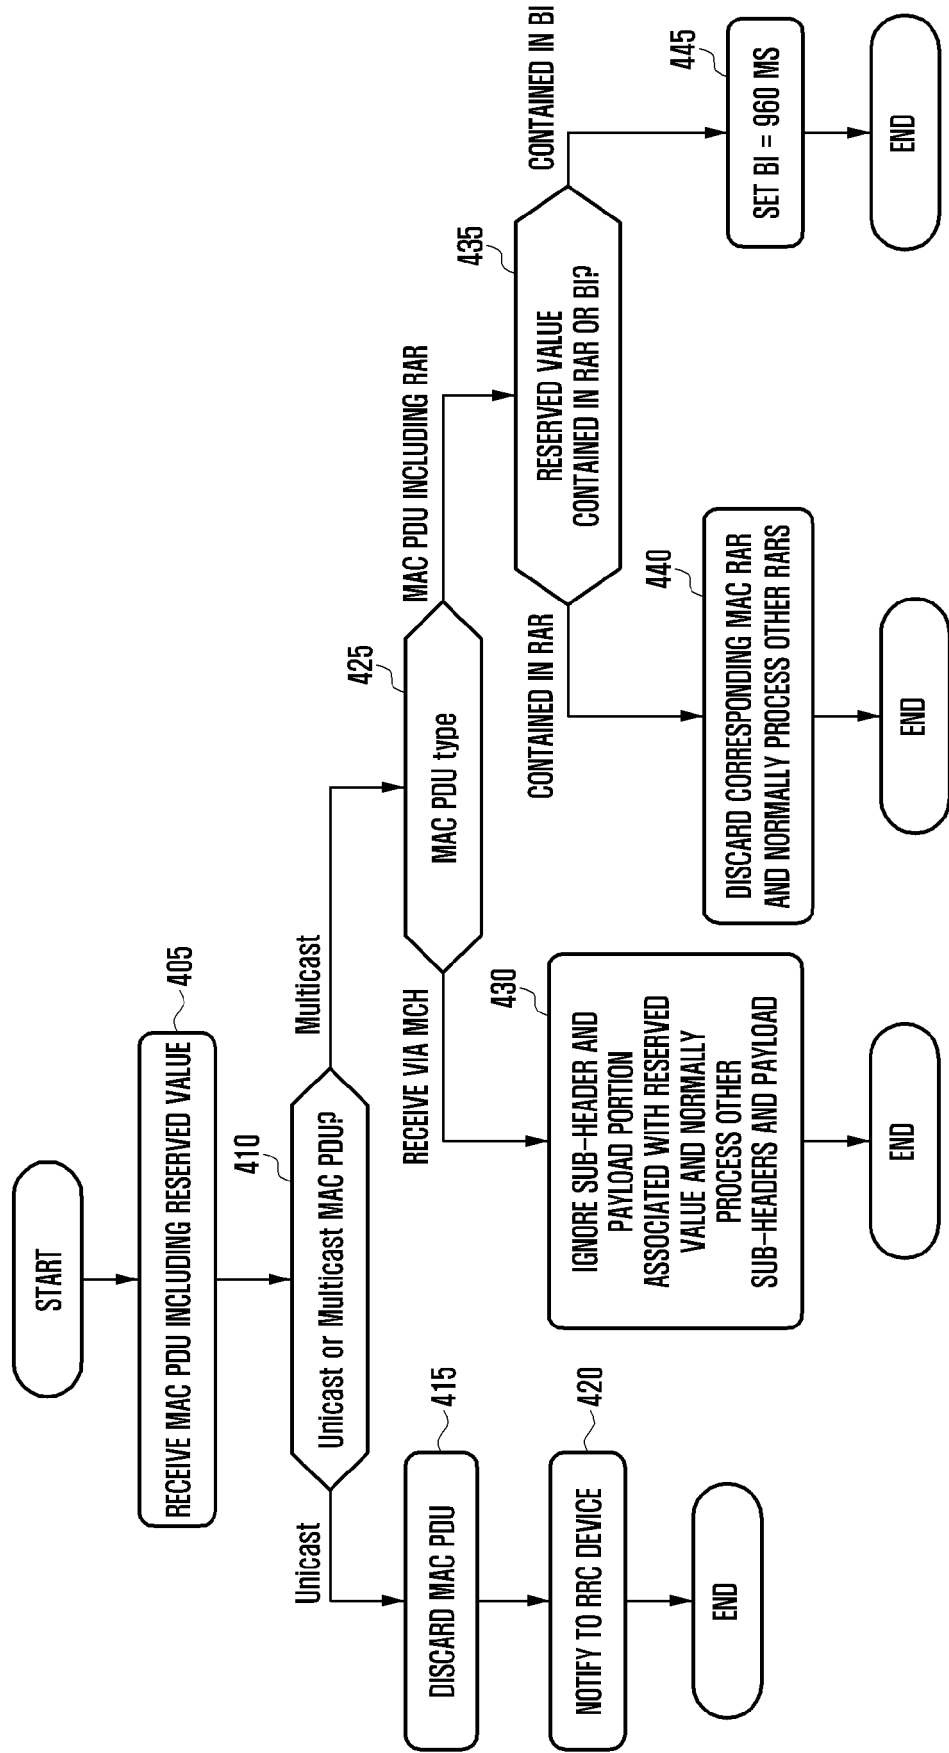 START
RECEIVE MAC PDU INCLUDING RESERVED VALUE
405
Unicast or Multicast MAC PDU?
410
Unicast
Multicast
DISCARD MAC PDU
415
NOTIFY TO RRC DEVICE
420
END
MAC PDU type
425
RECEIVE VIA MCH
MAC PDU INCLUDING RAR
IGNORE SUB-HEADER AND
PAYLOAD PORTION
ASSOCIATED WITH RESERVED
VALUE AND NORMALLY
PROCESS OTHER
SUB-HEADERS AND PAYLOAD
430
END
RESERVED VALUE
CONTAINED IN RAR OR BI?
435
CONTAINED IN RAR
CONTAINED IN BI
DISCARD CORRESPONDING MAC RAR
AND NORMALLY PROCESS OTHER RARS
440
END
SET BI = 960 MS
445
END